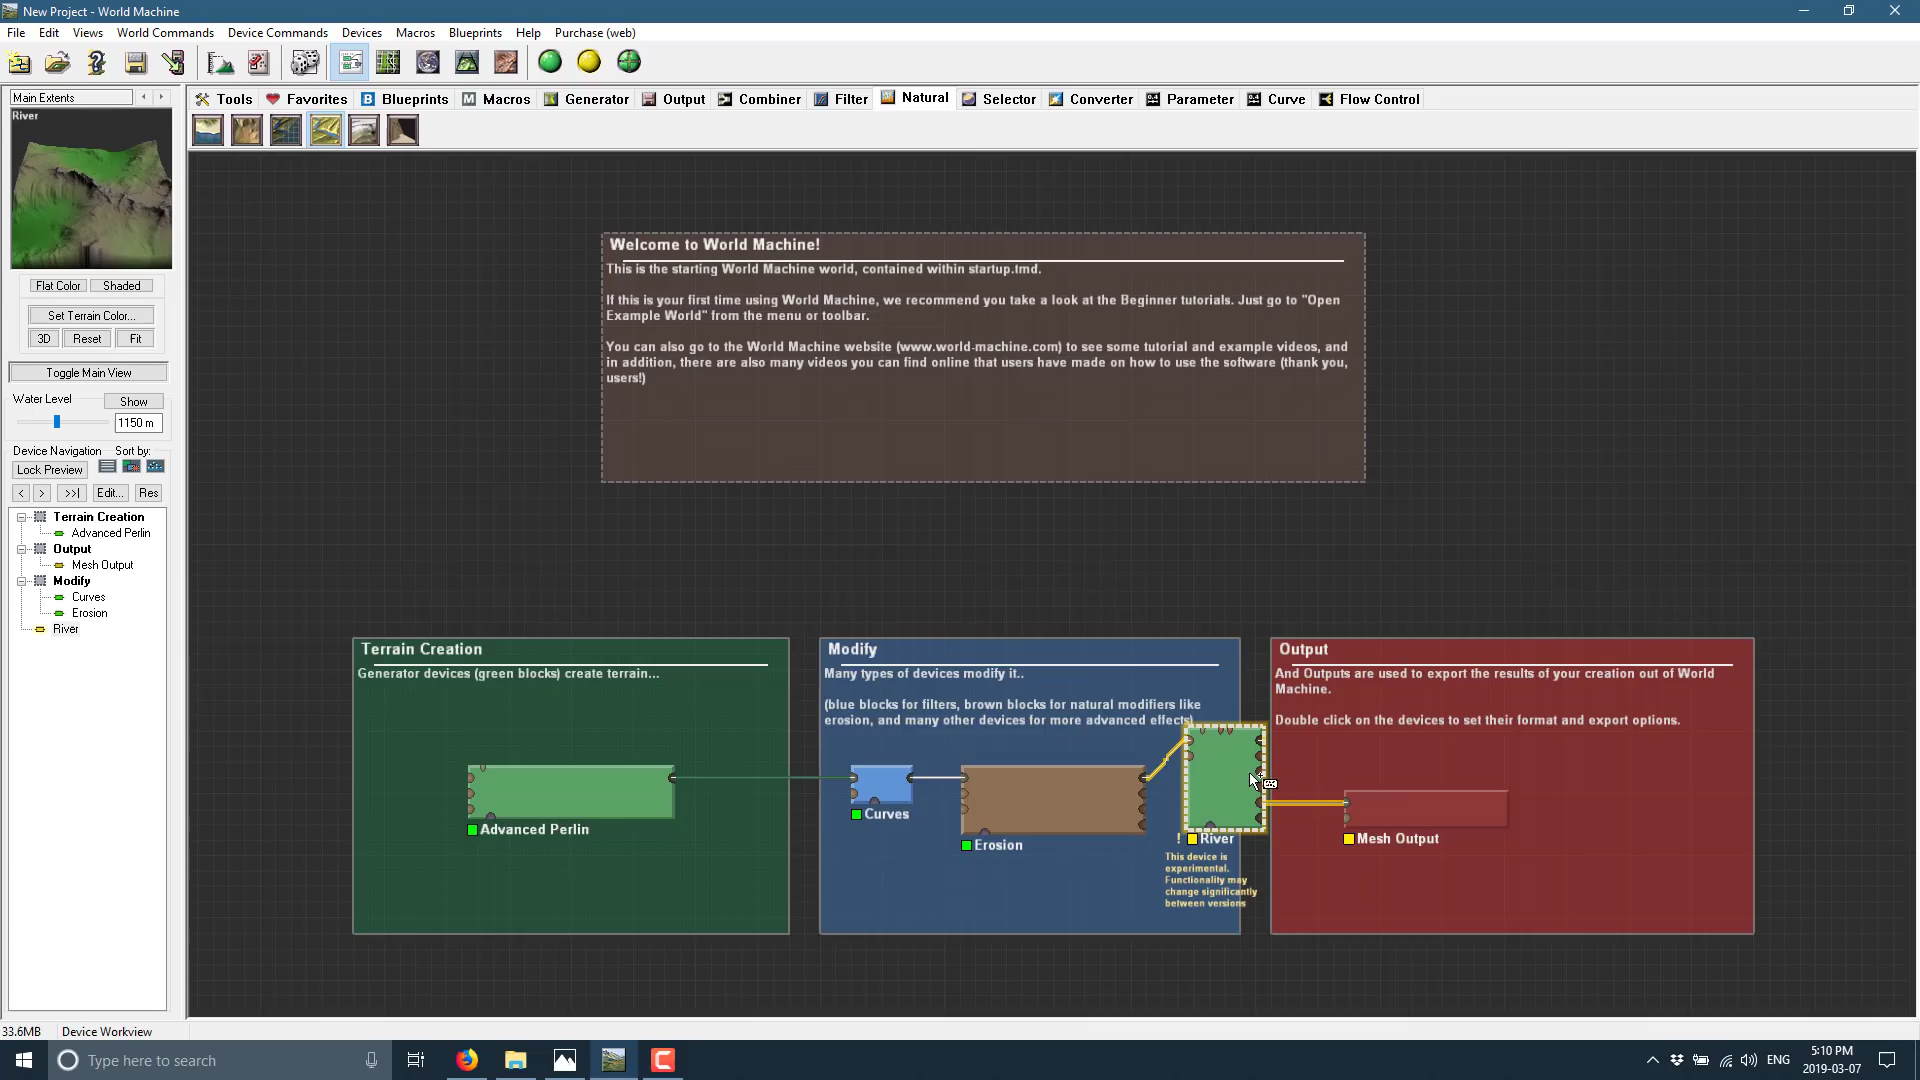 New Project - World Machine
File Edit Views World Commands Device Commands Devices Macros Blueprints Help Purchase (web)
Main Extents
Tools Favorites Blueprints Macros Generator Output Combiner Filter Natural Selector Converter Parameter Curve Flow Control
River
Flat Color Shaded
Set Terrain Color...
3D Reset Fit
Toggle Main View
Water Level Show
1150 m
Device Navigation Sort by:
Lock Preview
< > >>| Edit... Res
Terrain Creation
Advanced Perlin
Output
Mesh Output
Modify
Curves
Erosion
River
Welcome to World Machine!
This is the starting World Machine world, contained within startup.tmd.
If this is your first time using World Machine, we recommend you take a look at the Beginner tutorials. Just go to "Open
Example World" from the menu or toolbar.
You can also go to the World Machine website (www.world-machine.com) to see some tutorial and example videos, and
in addition, there are also many videos you can find online that users have made on how to use the software (thank you,
users!)
Terrain Creation
Generator devices (green blocks) create terrain...
Advanced Perlin
Modify
Many types of devices modify it..
(blue blocks for filters, brown blocks for natural modifiers like
erosion, and many other devices for more advanced effects)
Curves
Erosion
! River
This device is
experimental.
Functionality may
change significantly
between versions
Output
And Outputs are used to export the results of your creation out of World
Machine.
Double click on the devices to set their format and export options.
Mesh Output
33.6MB Device Workview
Type here to search
ENG
5:10 PM
2019-03-07